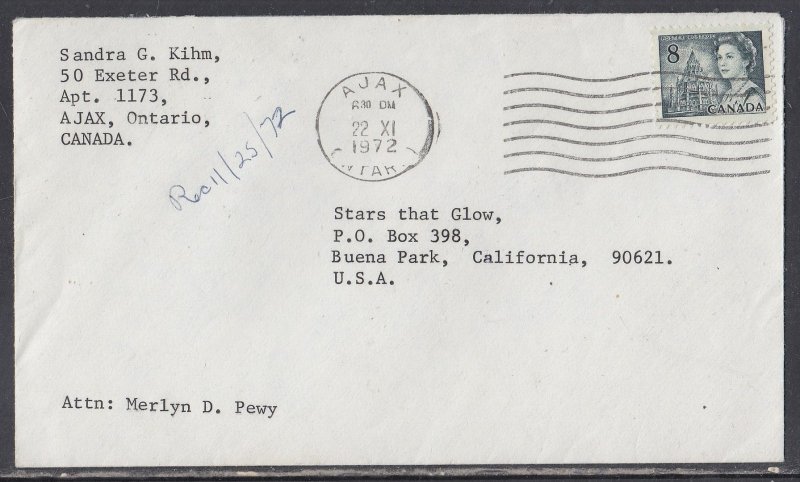 Sandra G. Kihm,
50 Exeter Rd.,
Apt. 1173,
AJAX, Ontario,
CANADA.
AJAX
22 XI
1972
8
CANADA
Rec 11/25/72
Stars that Glow,
P.O. Box 398,
Buena Park, California, 90621.
U.S.A.
Attn: Merlyn D. Pewy